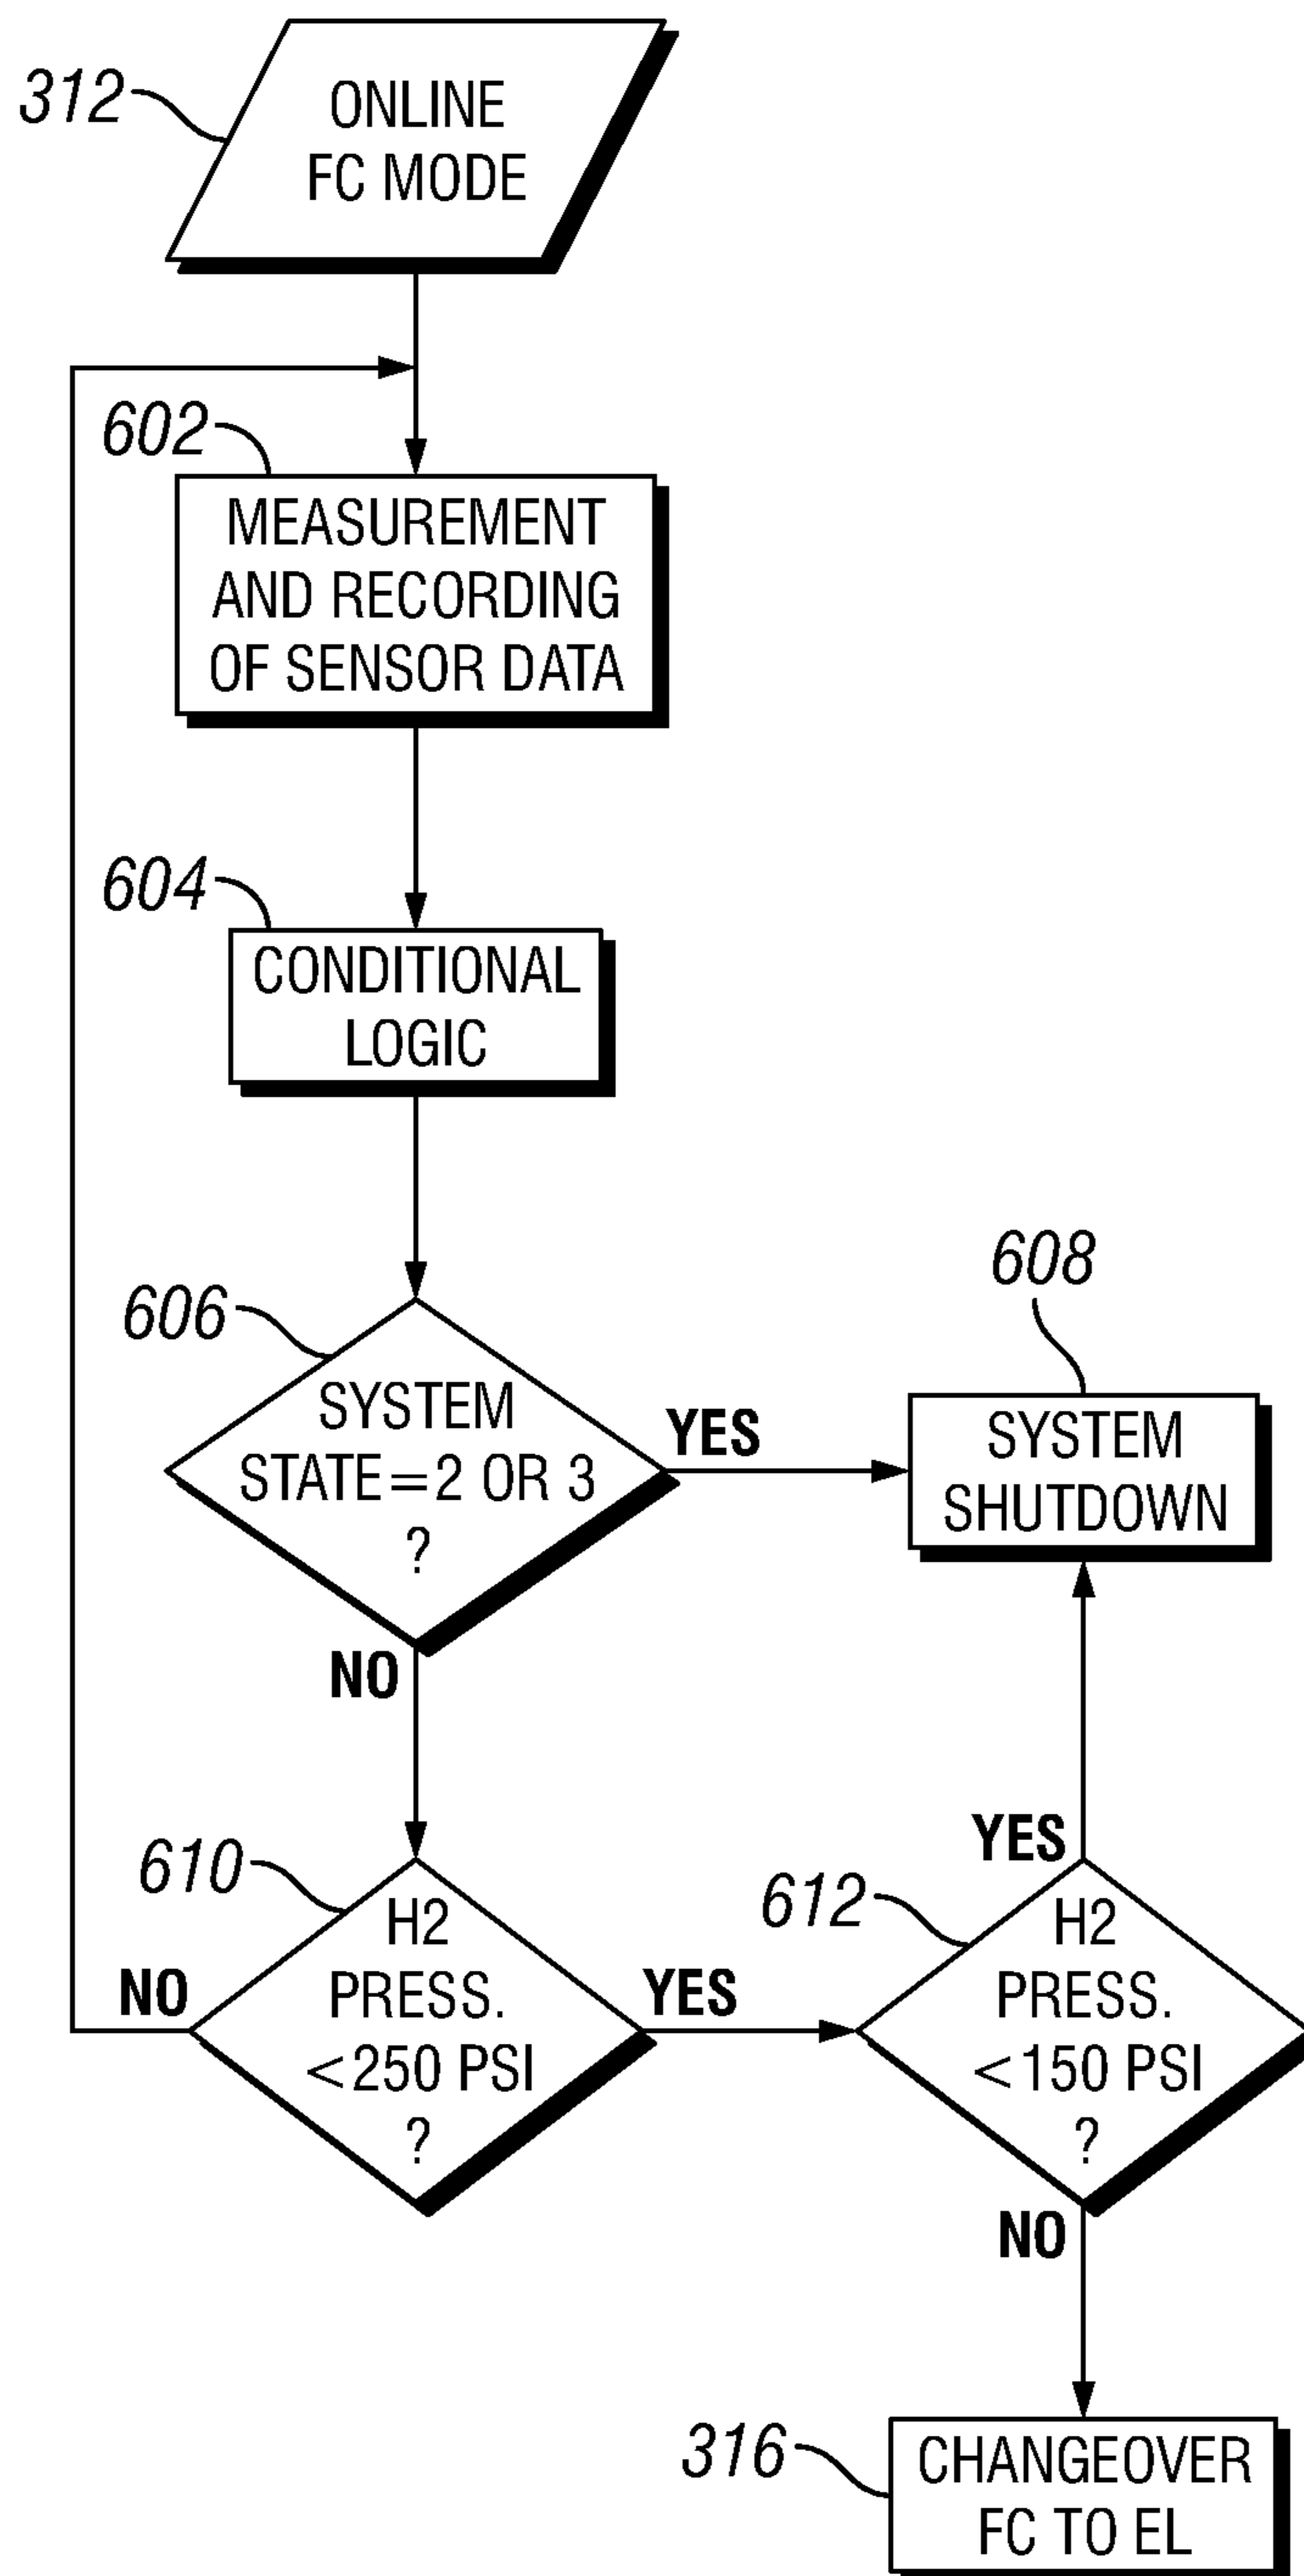 312
ONLINE
FC MODE
602
MEASUREMENT
AND RECORDING
OF SENSOR DATA
604
CONDITIONAL
LOGIC
606
SYSTEM
STATE=2 OR 3
?
YES
NO
608
SYSTEM
SHUTDOWN
610
H2
PRESS.
<250 PSI
?
NO
YES
612
H2
PRESS.
<150 PSI
?
YES
NO
316
CHANGEOVER
FC TO EL